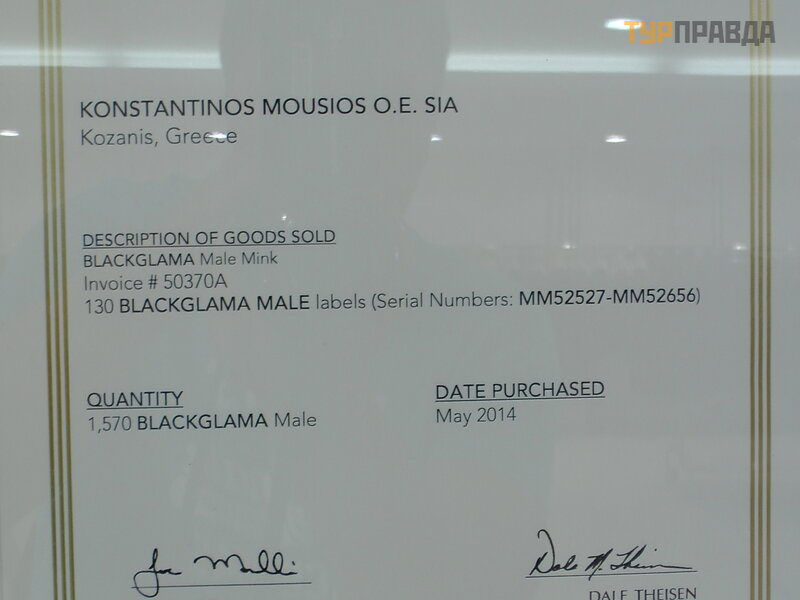 ТУРПРАВДА
KONSTANTINOS MOUSIOS O.E. SIA
Kozanis, Greece
DESCRIPTION OF GOODS SOLD
BLACKGLAMA Male Mink
Invoice # 50370A
130 BLACKGLAMA MALE labels (Serial Numbers: MM52527-MM52656)
QUANTITY
1,570 BLACKGLAMA Male
DATE PURCHASED
May 2014
DALE THEISEN